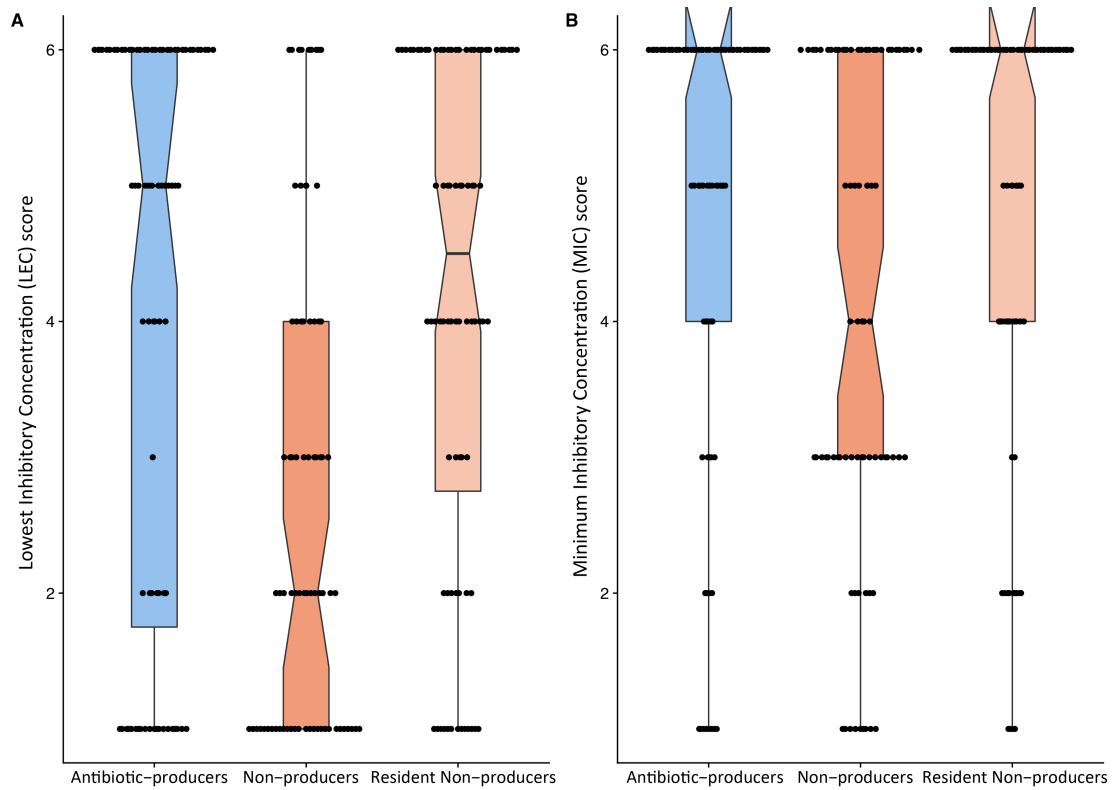 A
Lowest Inhibitory Concentration (LEC) score
6
4
2
Antibiotic−producers Non−producers Resident Non−producers
B
Minimum Inhibitory Concentration (MIC) score
6
4
2
Antibiotic−producers Non−producers Resident Non−producers